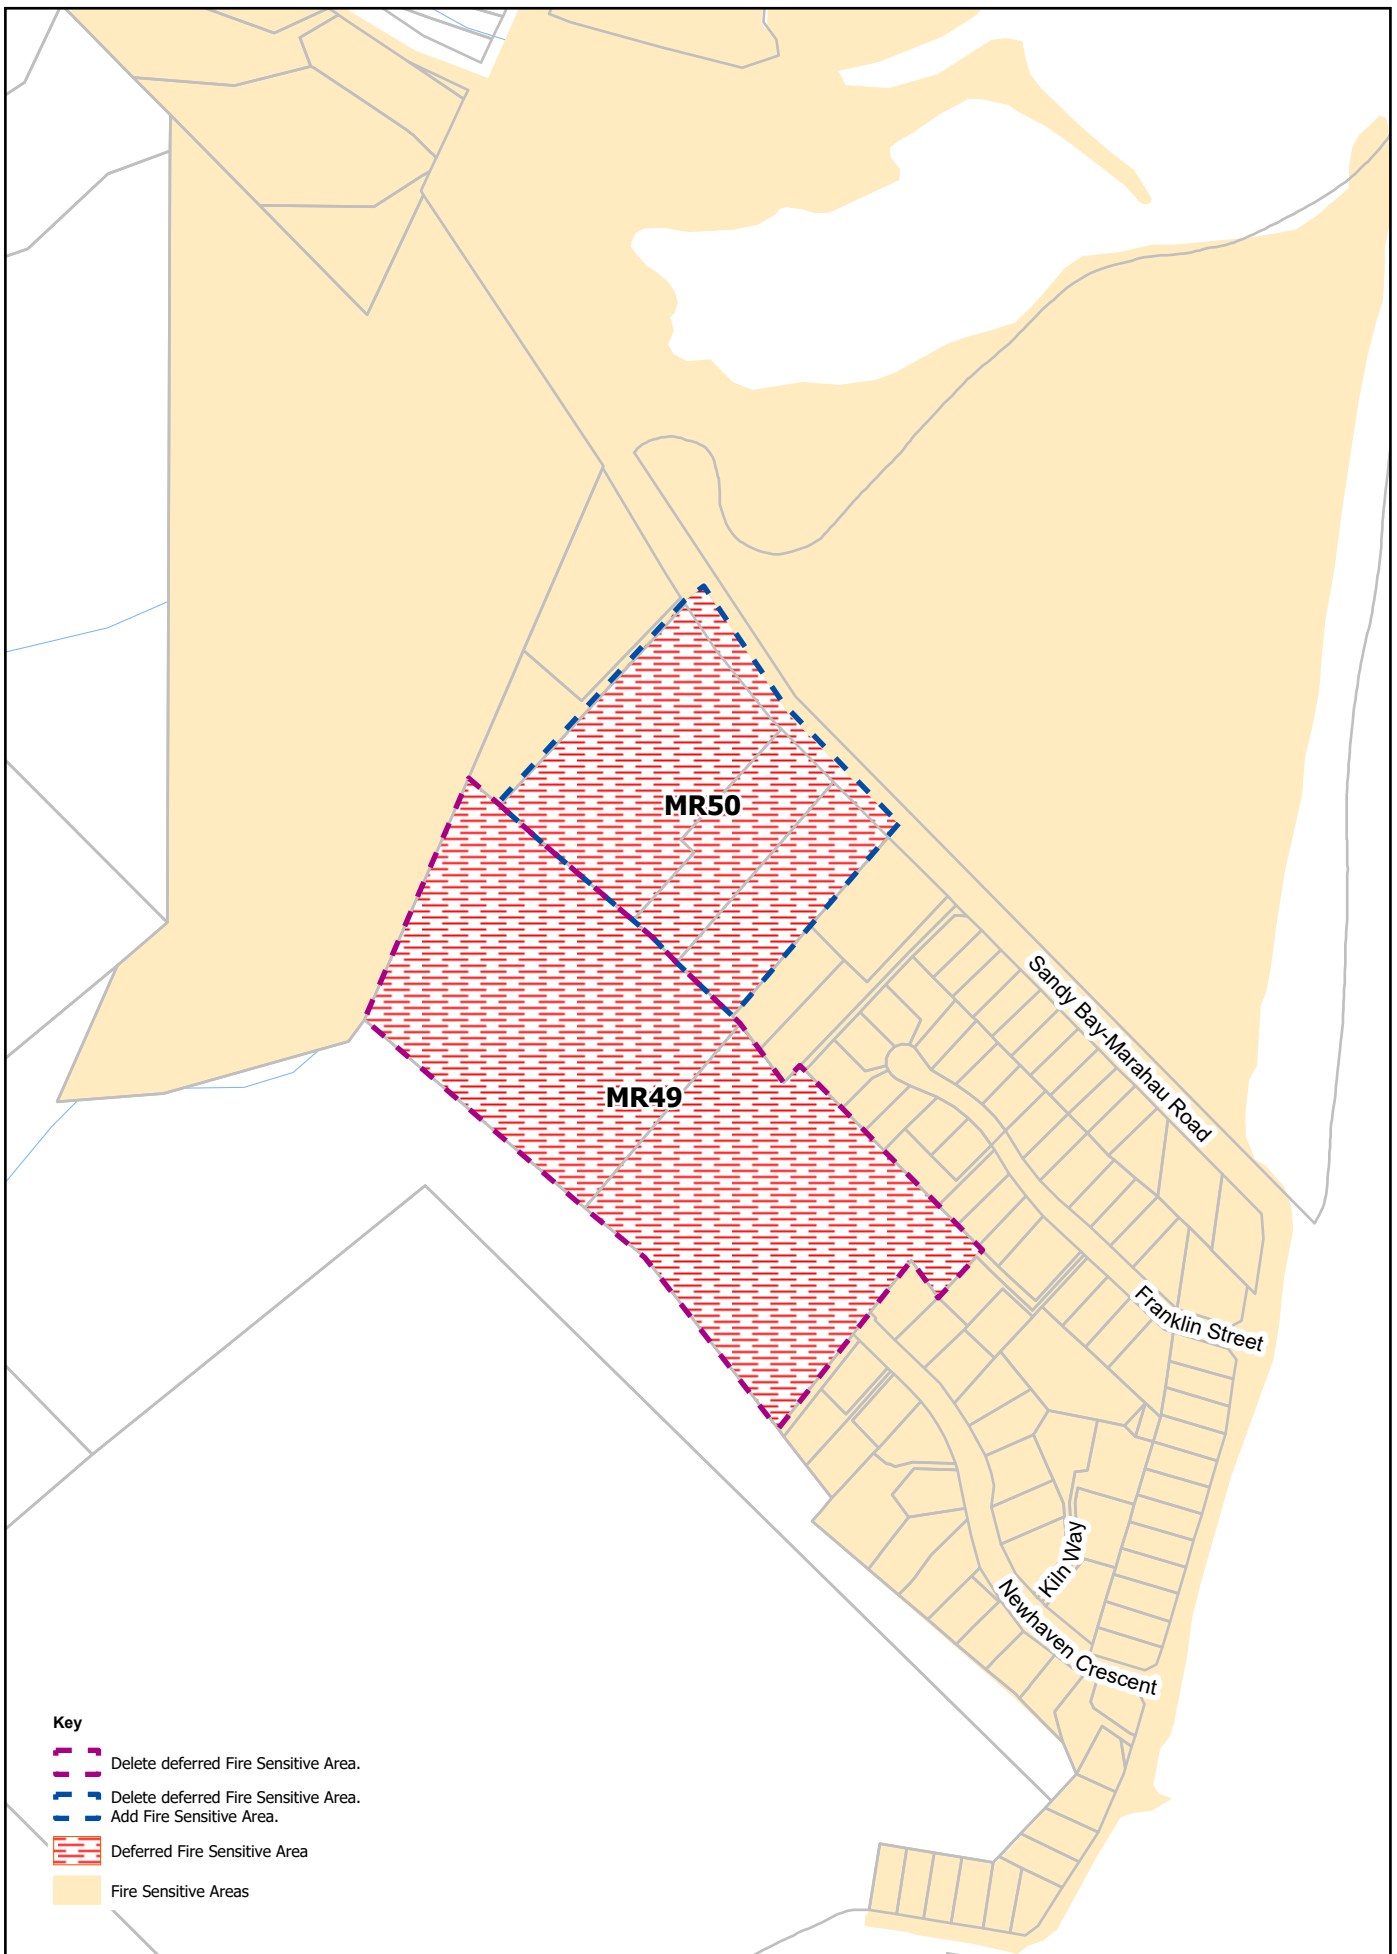 MR50
MR49
Sandy Bay-Marahau Road
Franklin Street
Kiln Way
Newhaven Crescent
Key
Delete deferred Fire Sensitive Area.
Delete deferred Fire Sensitive Area.
Add Fire Sensitive Area.
Deferred Fire Sensitive Area
Fire Sensitive Areas